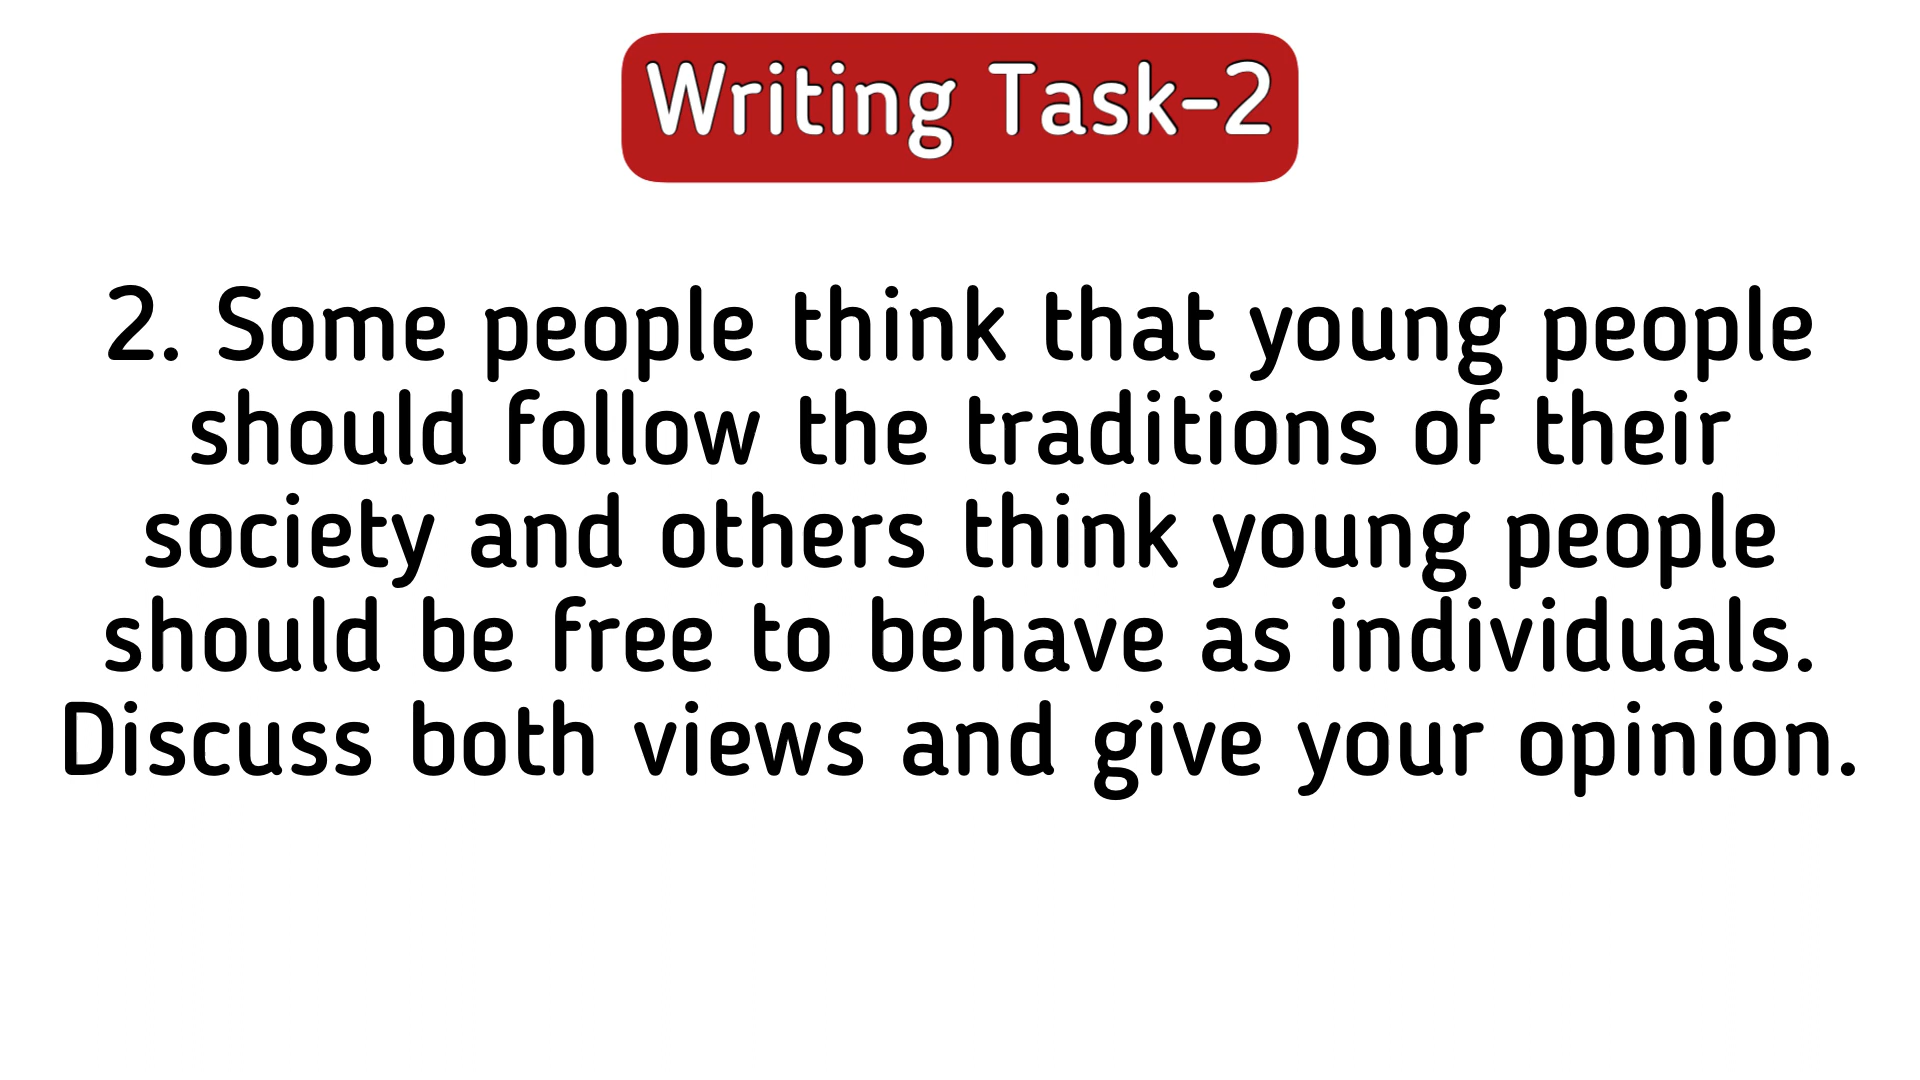 Writing Task-2
2. Some people think that young people
should follow the traditions of their
society and others think young people
should be free to behave as individuals.
Discuss both views and give your opinion.